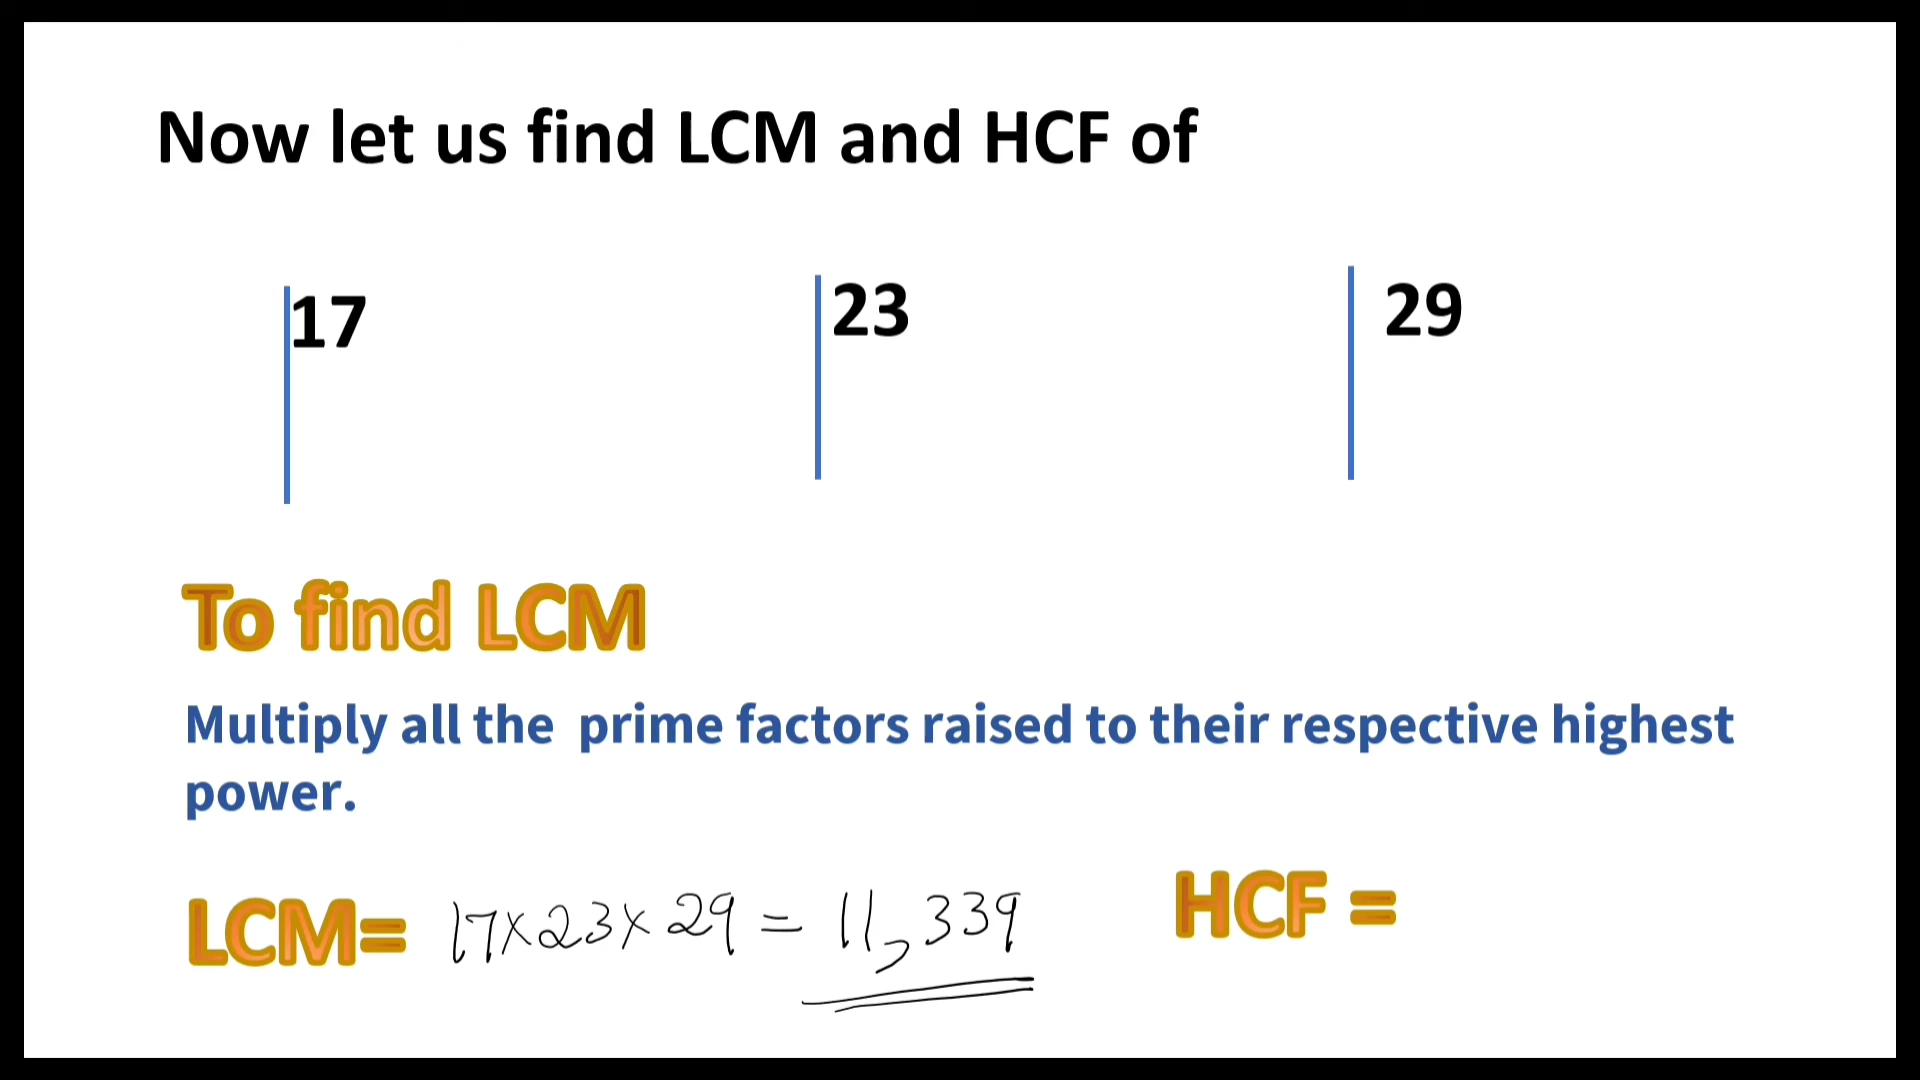 Now let us find LCM and HCF of
17 23 29
To find LCM
Multiply all the prime factors raised to their respective highest
power.
LCM= 17×23×29 = 11,339 HCF =